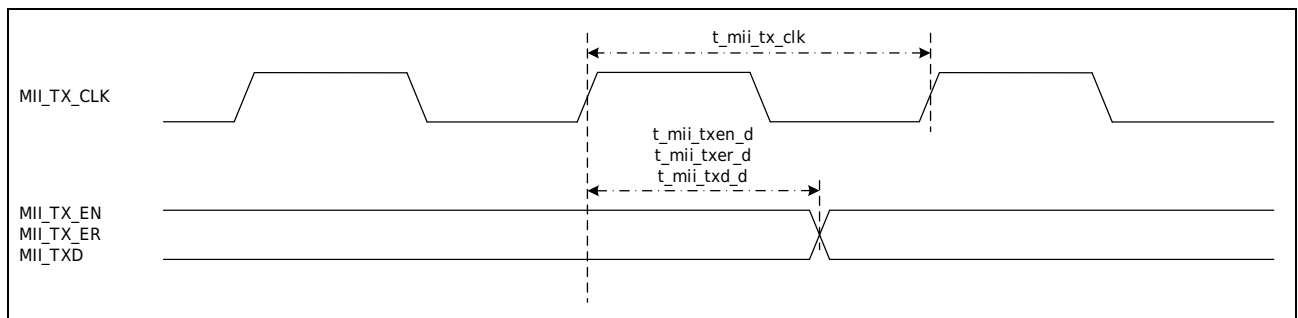 t_mii_tx_clk
MII_TX_CLK
t_mii_txen_d
t_mii_txer_d
t_mii_txd_d
MII_TX_EN
MII_TX_ER
MII_TXD